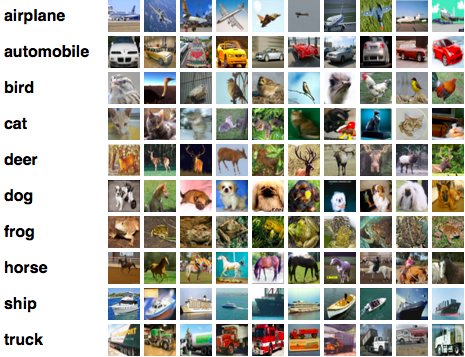 airplane
automobile
bird
cat
deer
dog
frog
horse
ship
truck